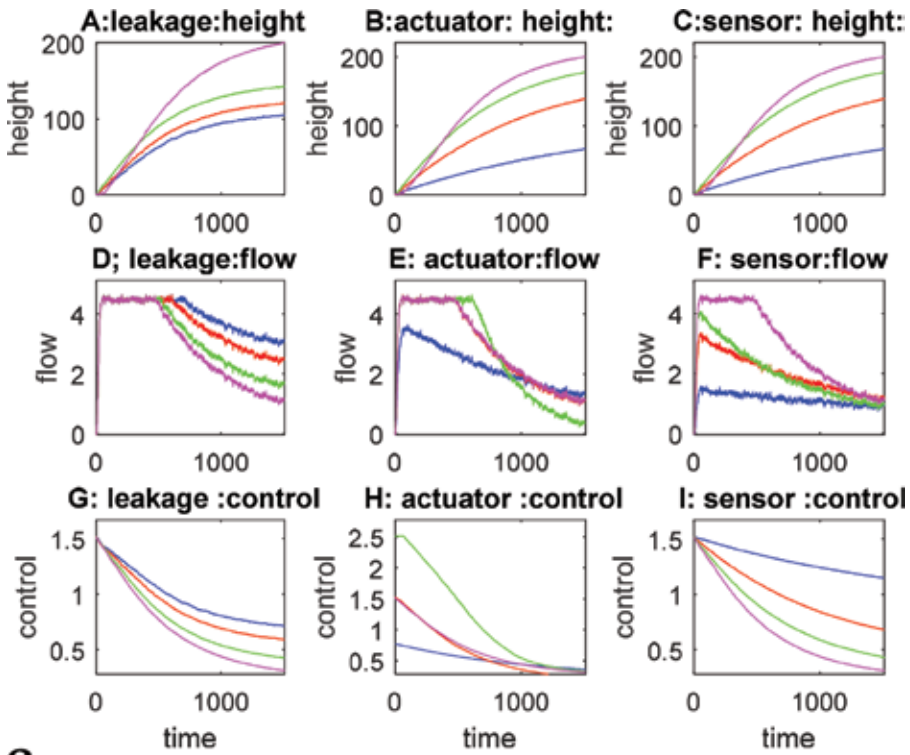 A:leakage:height B:actuator: height: C:sensor: height::
200 200 200
height 100 height 100 height 100
0 0 0
0 1000 0 1000 0 1000
D; leakage:flow E: actuator:flow F: sensor:flow
4 4 4
flow 2 flow 2 flow 2
0 0 0
0 1000 0 1000 0 1000
G: leakage :control H: actuator :control I: sensor :control
1.5 2.5 1.5
control 1 control 2 control 1
1.5
1
0.5 0.5 0.5
0 1000 0 1000 0 1000
time time time